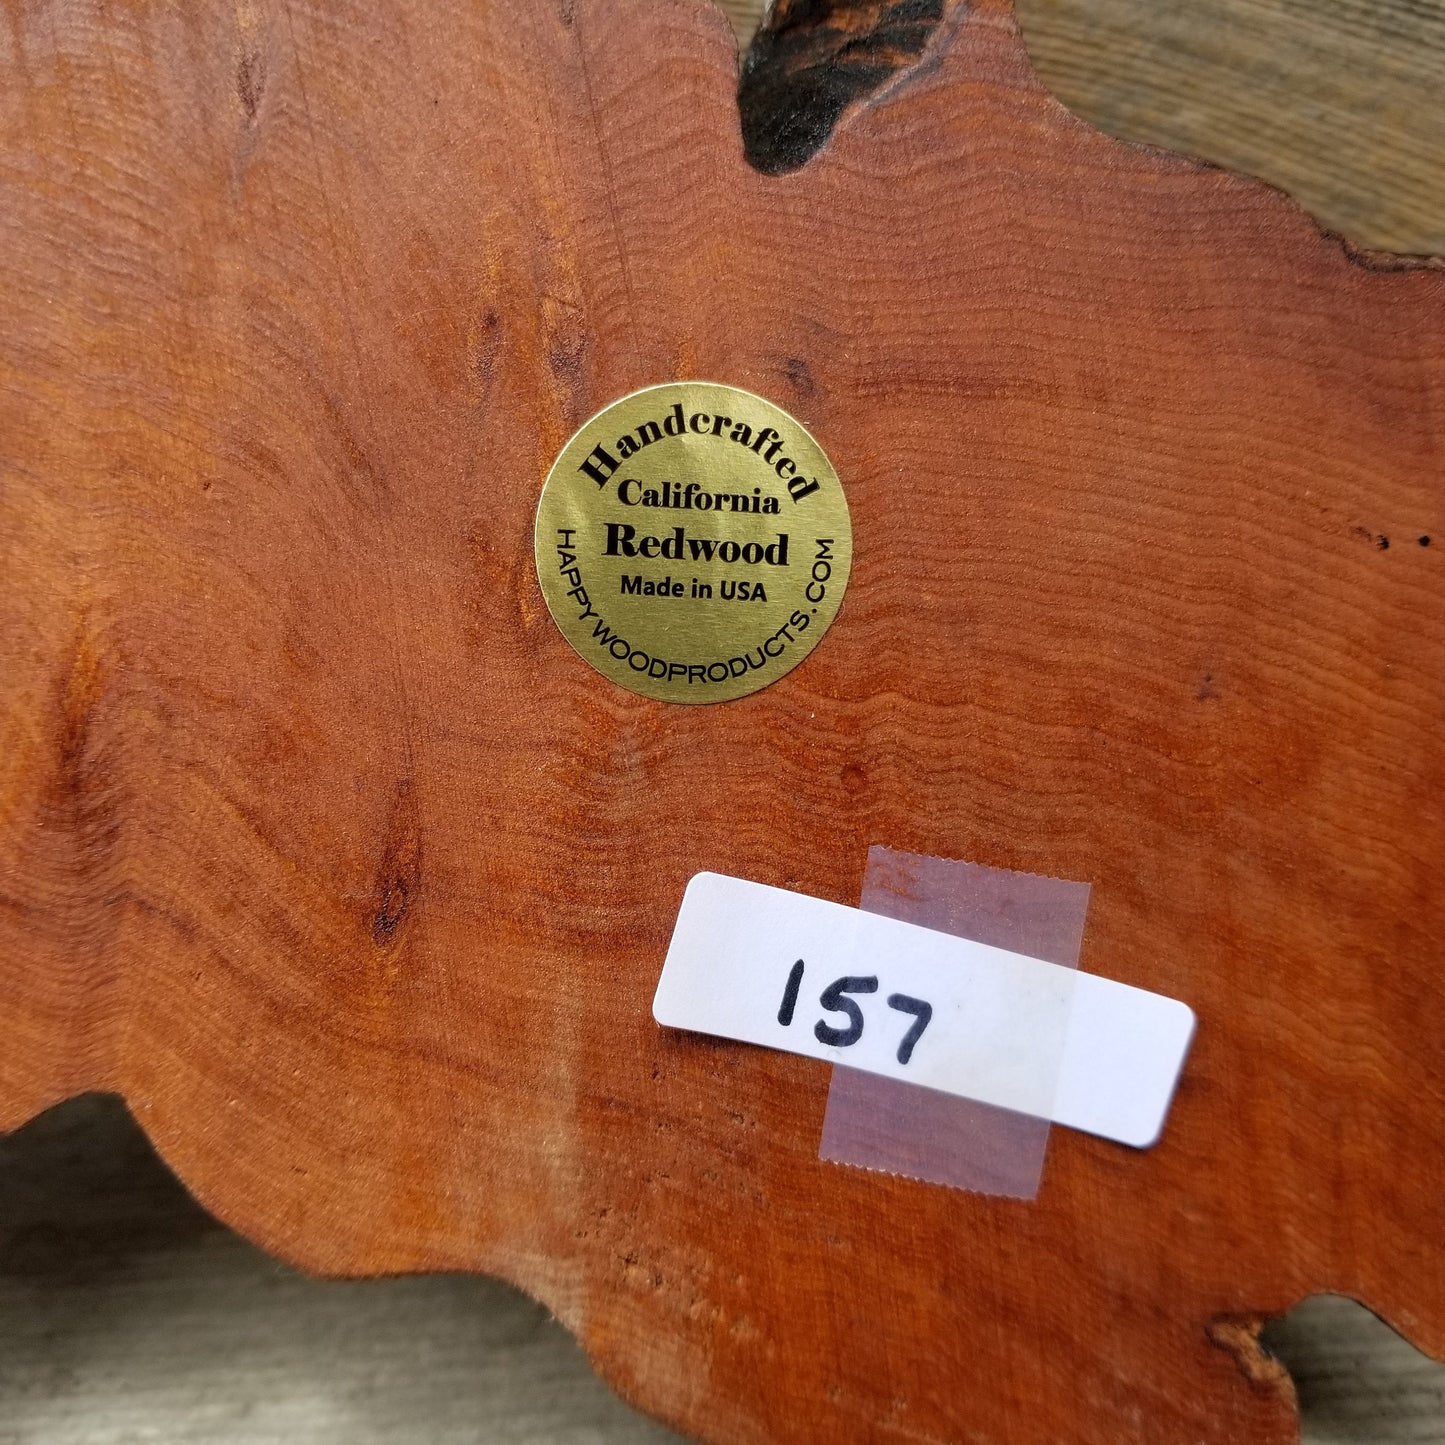 Handcrafted
California
Redwood
Made in USA
HAPPYWOODPRODUCTS.COM
157